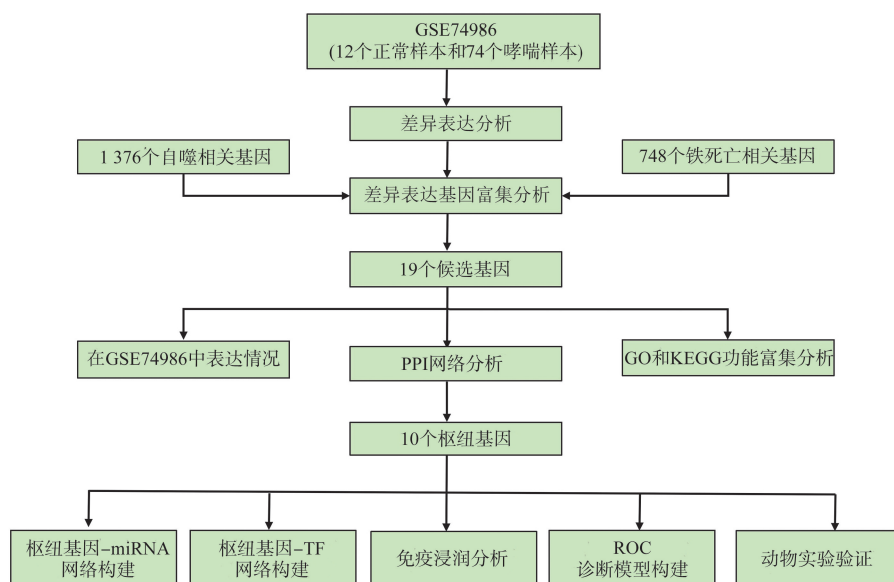 GSE74986
(12个正常样本和74个哮喘样本)
差异表达分析
1 376个自噬相关基因
748个铁死亡相关基因
差异表达基因富集分析
19个候选基因
在GSE74986中表达情况
PPI网络分析
GO和KEGG功能富集分析
10个枢纽基因
枢纽基因-miRNA
网络构建
枢纽基因-TF
网络构建
免疫浸润分析
ROC
诊断模型构建
动物实验验证